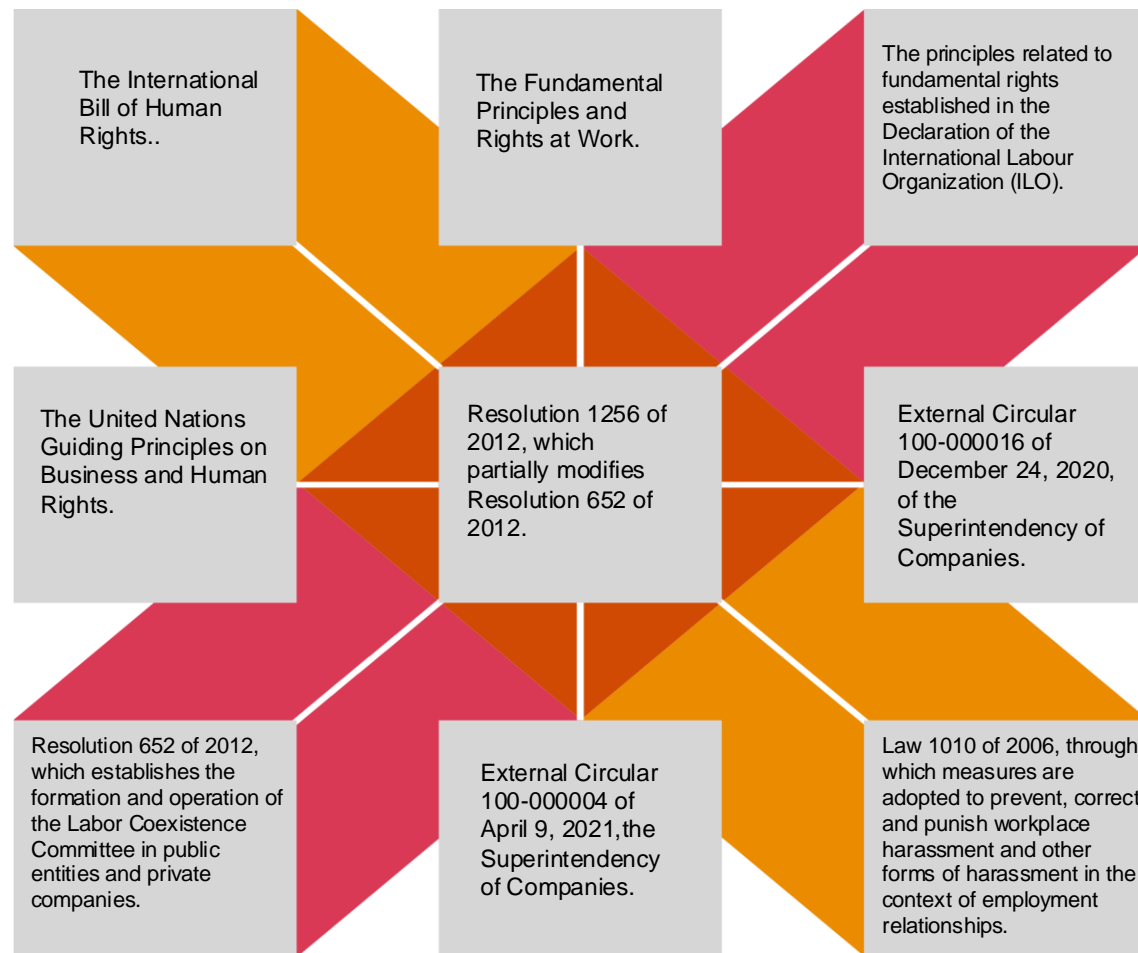 The International
Bill of Human
Rights..
The Fundamental
Principles and
Rights at Work.
The principles related to
fundamental rights
established in the
Declaration of the
International Labour
Organization (ILO).
The United Nations
Guiding Principles on
Business and Human
Rights.
Resolution 1256 of
2012, which
partially modifies
Resolution 652 of
2012.
External Circular
100-000016 of
December 24, 2020,
of the
Superintendency of
Companies.
Resolution 652 of 2012,
which establishes the
formation and operation of
the Labor Coexistence
Committee in public
entities and private
companies.
External Circular
100-000004 of
April 9, 2021,the
Superintendency
of Companies.
Law 1010 of 2006, through
which measures are
adopted to prevent, correct
and punish workplace
harassment and other
forms of harassment in the
context of employment
relationships.